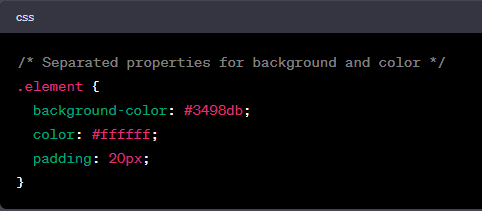 css
/* Separated properties for background and color */
.element {
  background-color: #3498db;
  color: #ffffff;
  padding: 20px;
}